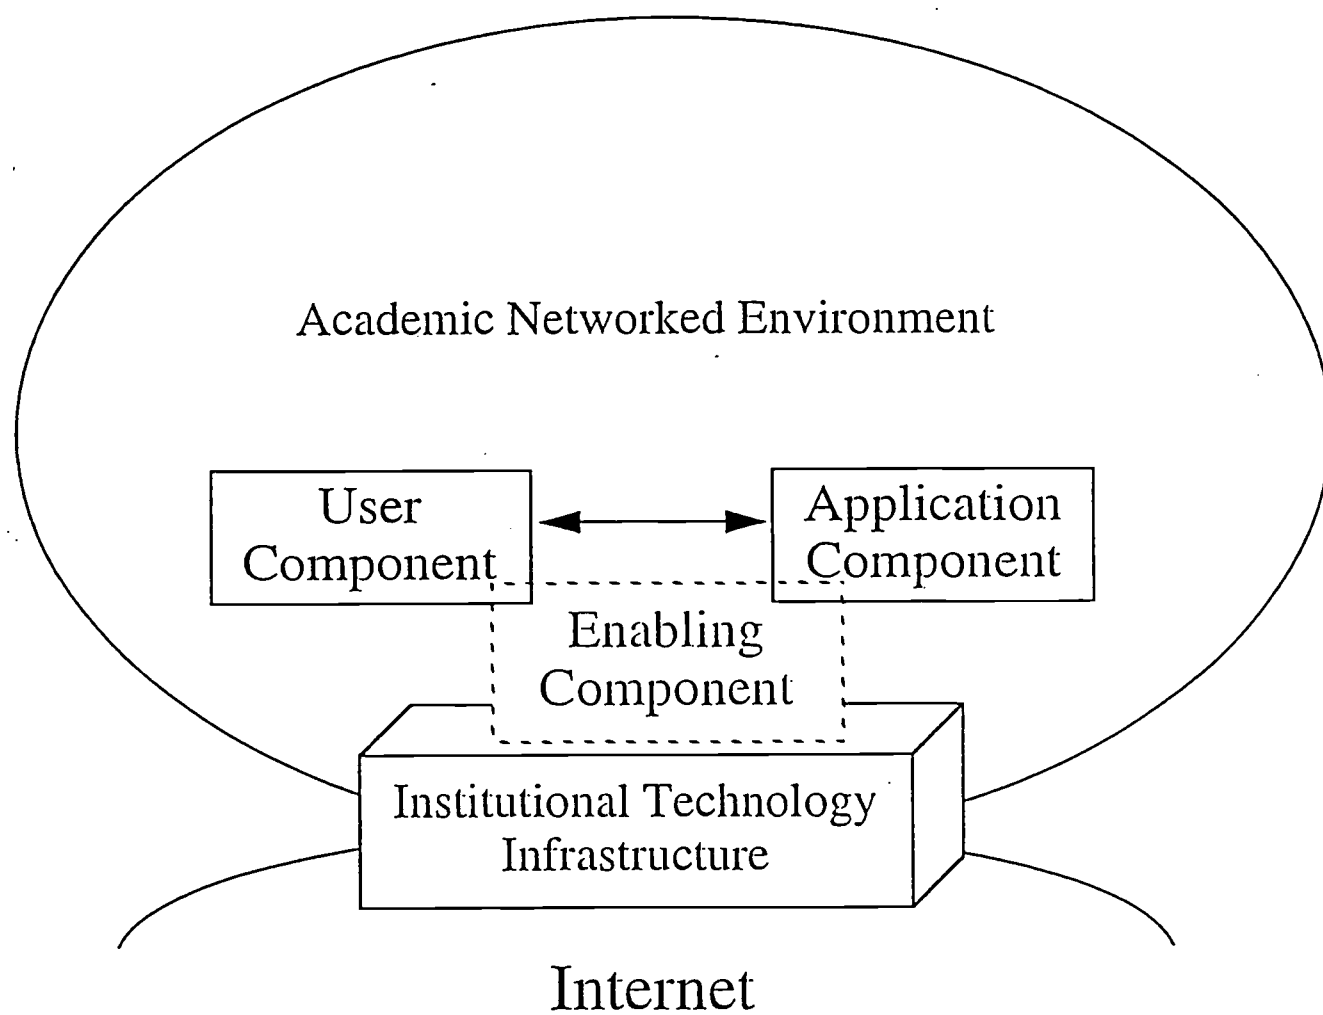 Academic Networked Environment
User
Component
Application
Component
Enabling
Component
Institutional Technology
Infrastructure
Internet